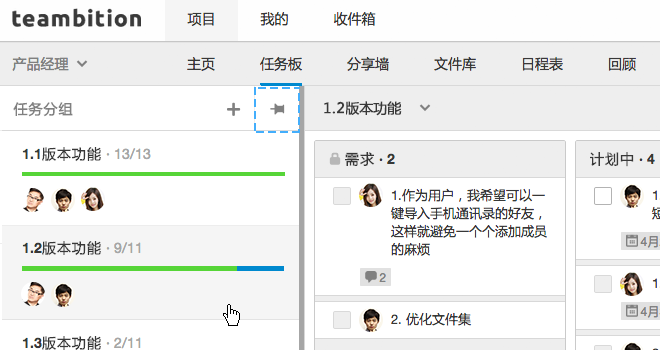 teambition 项目 我的 收件箱
产品经理 主页 任务板 分享墙 文件库 日程表 回顾
任务分组 1.2版本功能
1.1版本功能 · 13/13
1.2版本功能 · 9/11
1.3版本功能 · 2/11
需求 · 2
1.作为用户，我希望可以一
键导入手机通讯录的好友，
这样就避免一个个添加成员
的麻烦
2
2. 优化文件集
计划中 · 4
1
短
4月
1.
4月